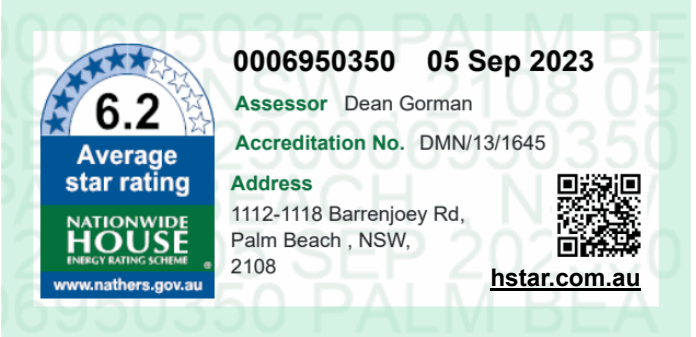 0006950350 05 Sep 2023
Assessor Dean Gorman
Accreditation No. DMN/13/1645
Address
1112-1118 Barrenjoey Rd,
Palm Beach , NSW,
2108
hstar.com.au
6.2
Average
star rating
NATIONWIDE
HOUSE
ENERGY RATING SCHEME ®
www.nathers.gov.au